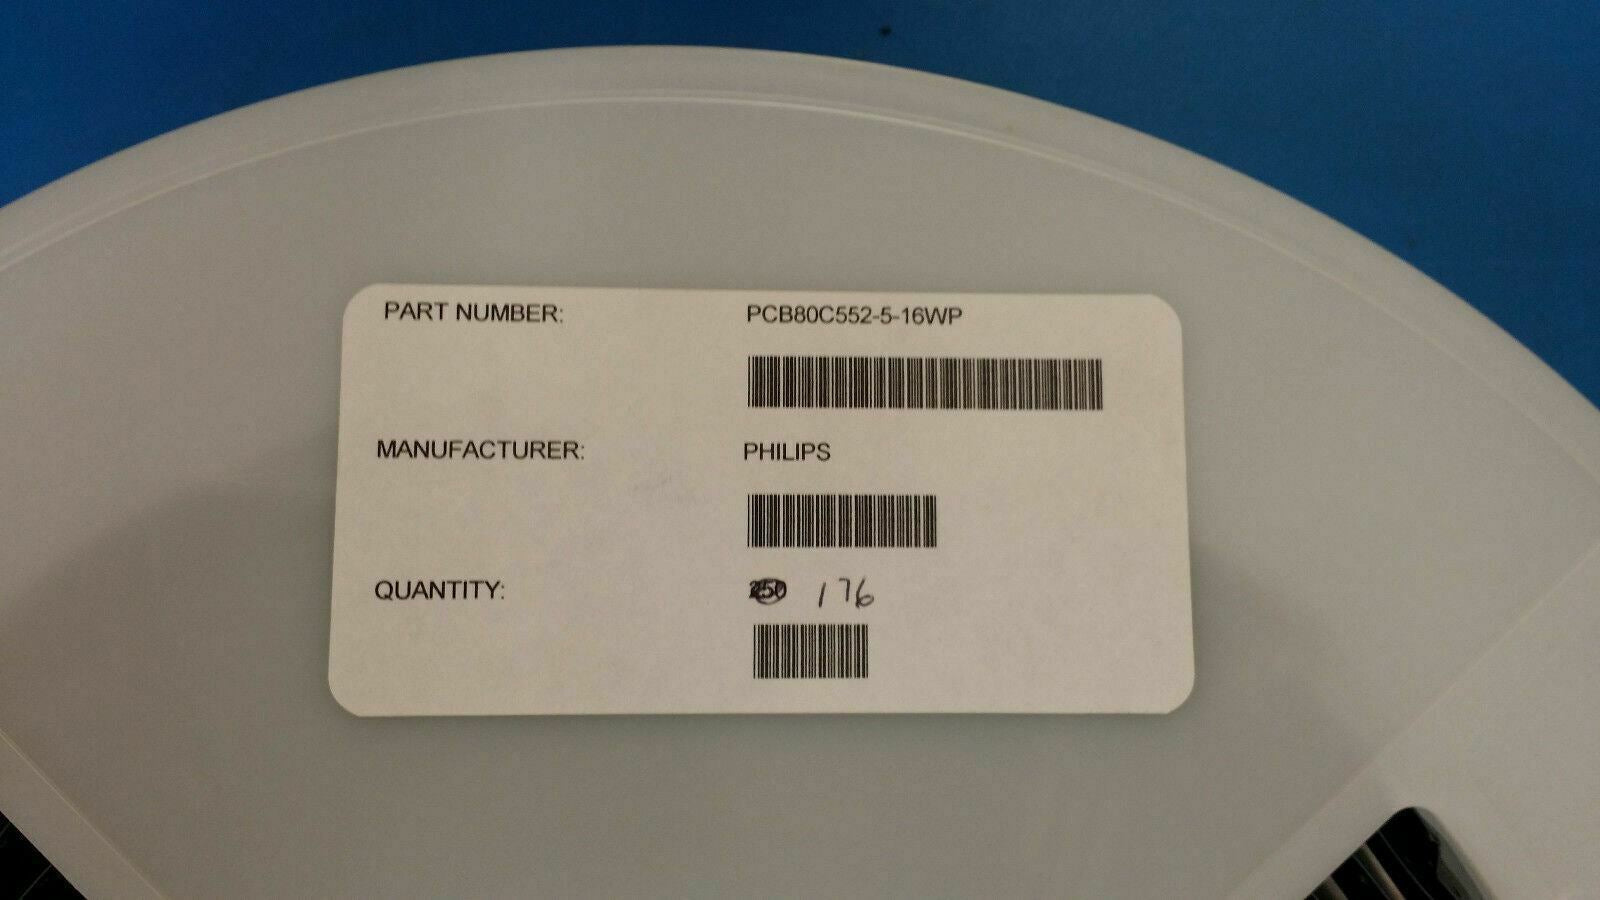 PART NUMBER: PCB80C552-5-16WP
MANUFACTURER: PHILIPS
QUANTITY: 250 176